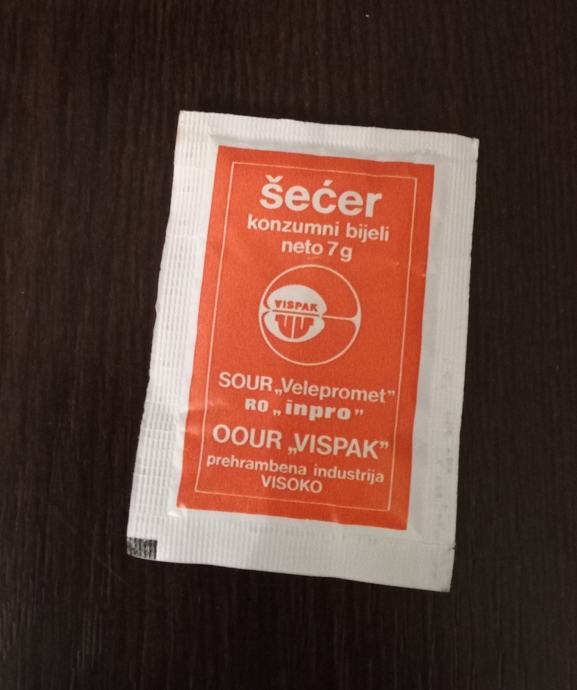 šećer
konzumni bijeli
neto 7g
VISPAK
SOUR „Velepromet”
RO „inpro”
OOUR „VISPAK”
prehrambena industrija
VISOKO